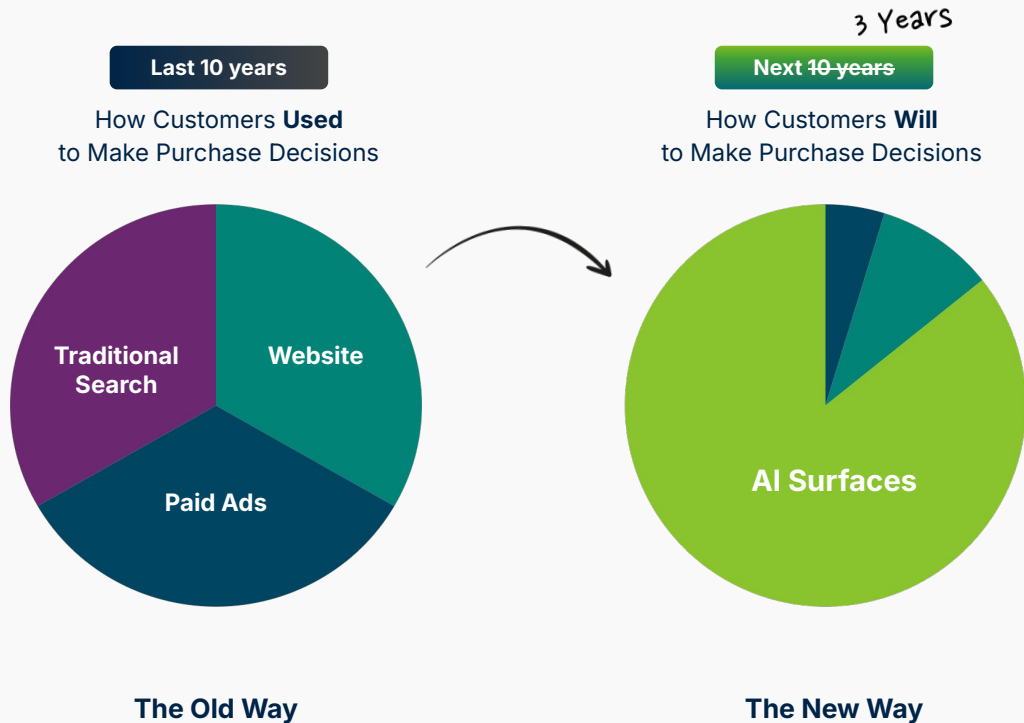 Last 10 years
How Customers Used
to Make Purchase Decisions
Traditional
Search
Website
Paid Ads
The Old Way
3 Years
Next 10 years
How Customers Will
to Make Purchase Decisions
AI Surfaces
The New Way